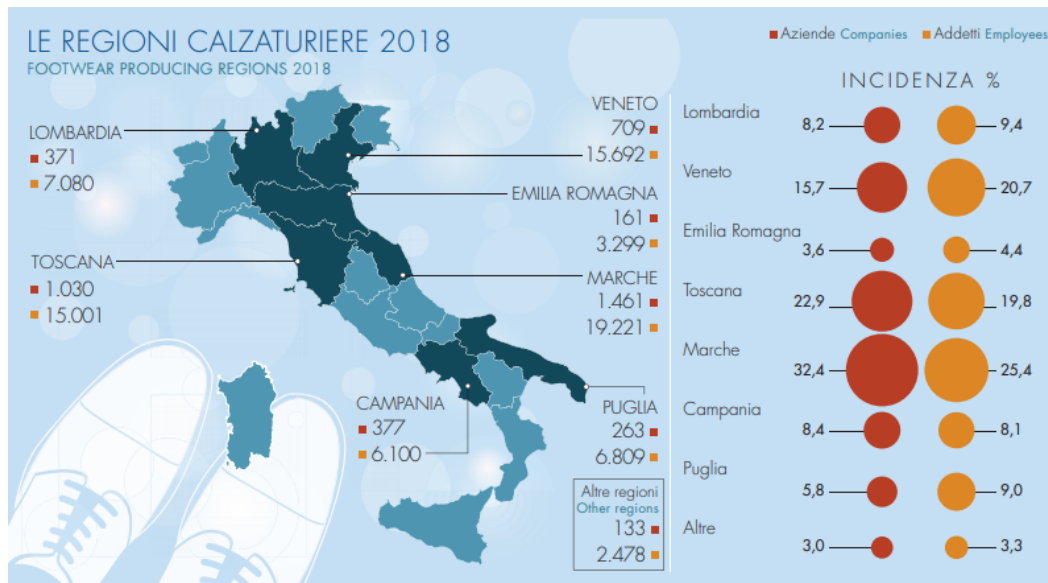 LE REGIONI CALZATURIERE 2018
FOOTWEAR PRODUCING REGIONS 2018
Aziende Companies Addetti Employees
LOMBARDIA
371
7.080
TOSCANA
1.030
15.001
VENETO
709
15.692
EMILIA ROMAGNA
161
3.299
MARCHE
1.461
19.221
CAMPANIA
377
6.100
PUGLIA
263
6.809
Altre regioni
Other regions
133
2.478
INCIDENZA %
Lombardia
8,2 9,4
Veneto
15,7 20,7
Emilia Romagna
3,6 4,4
Toscana
22,9 19,8
Marche
32,4 25,4
Campania
8,4 8,1
Puglia
5,8 9,0
Altre
3,0 3,3